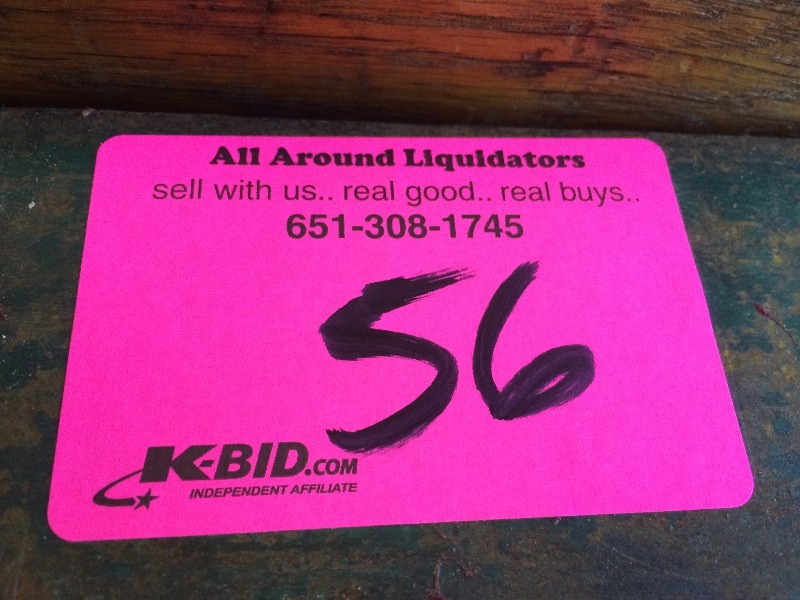 All Around Liquidators
sell with us.. real good.. real buys..
651-308-1745
56
K-BID.COM
INDEPENDENT AFFILIATE